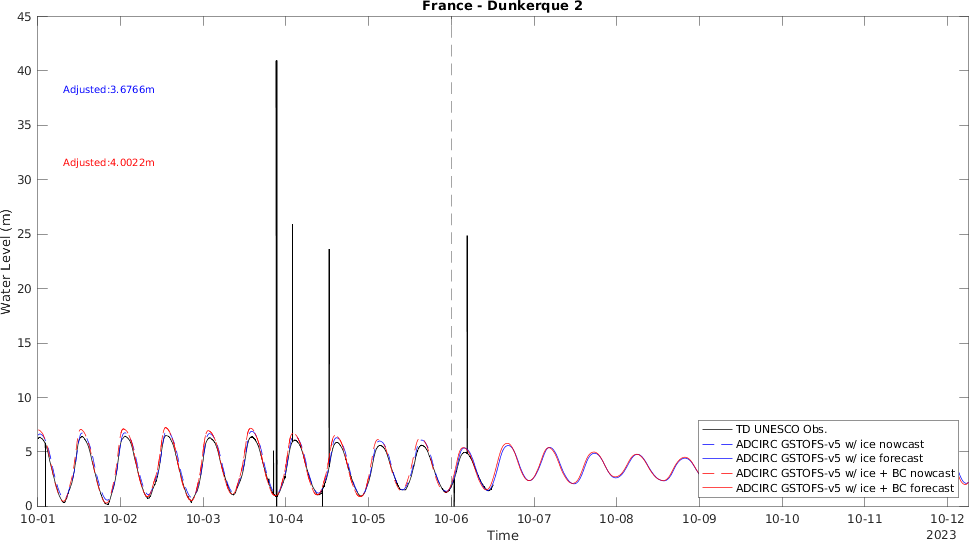 France - Dunkerque 2
45
40
35
30
25
20
15
10
5
0
Water Level (m)
Adjusted:3.6766m
Adjusted:4.0022m
TD UNESCO Obs.
ADCIRC GSTOFS-v5 w/ ice nowcast
ADCIRC GSTOFS-v5 w/ ice forecast
ADCIRC GSTOFS-v5 w/ ice + BC nowcast
ADCIRC GSTOFS-v5 w/ ice + BC forecast
10-01 10-02 10-03 10-04 10-05 10-06 10-07 10-08 10-09 10-10 10-11 10-12
Time
2023